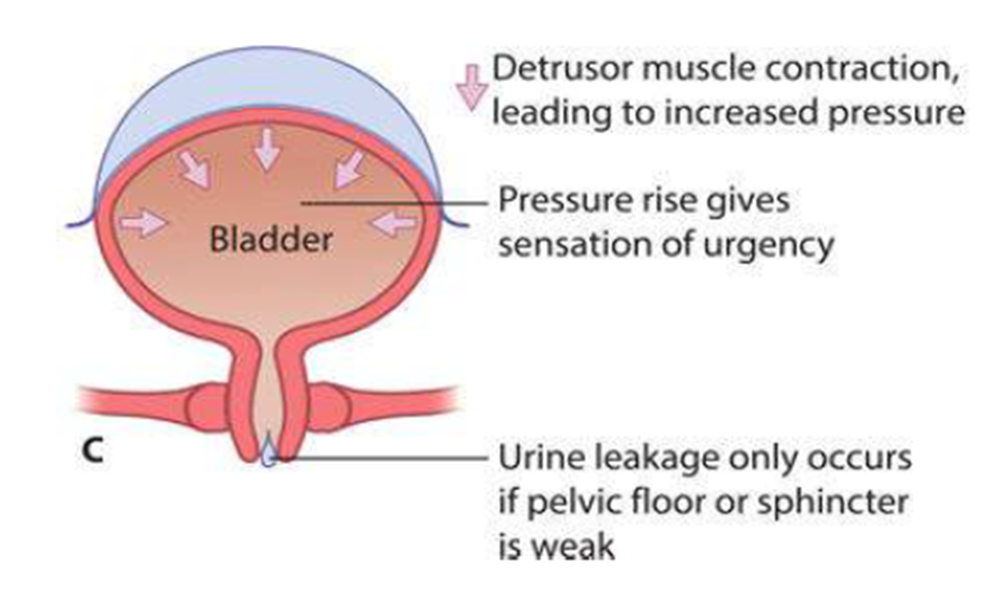 Detrusor muscle contraction,
leading to increased pressure
Pressure rise gives
sensation of urgency
Bladder
C
Urine leakage only occurs
if pelvic floor or sphincter
is weak